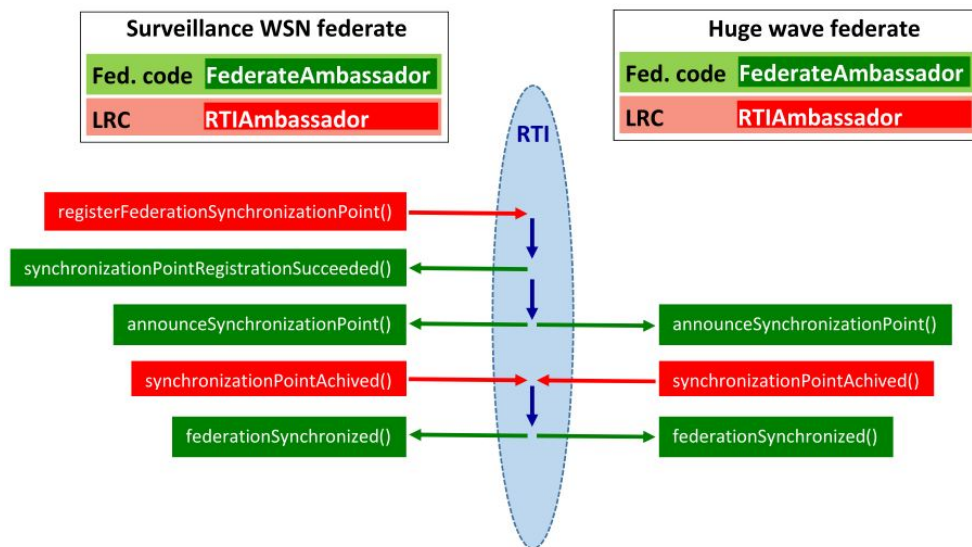 Surveillance WSN federate
Fed. code FederateAmbassador
LRC RTIAmbassador
Huge wave federate
Fed. code FederateAmbassador
LRC RTIAmbassador
RTI
registerFederationSynchronizationPoint()
synchronizationPointRegistrationSucceeded()
announceSynchronizationPoint() announceSynchronizationPoint()
synchronizationPointAchived() synchronizationPointAchived()
federationSynchronized() federationSynchronized()